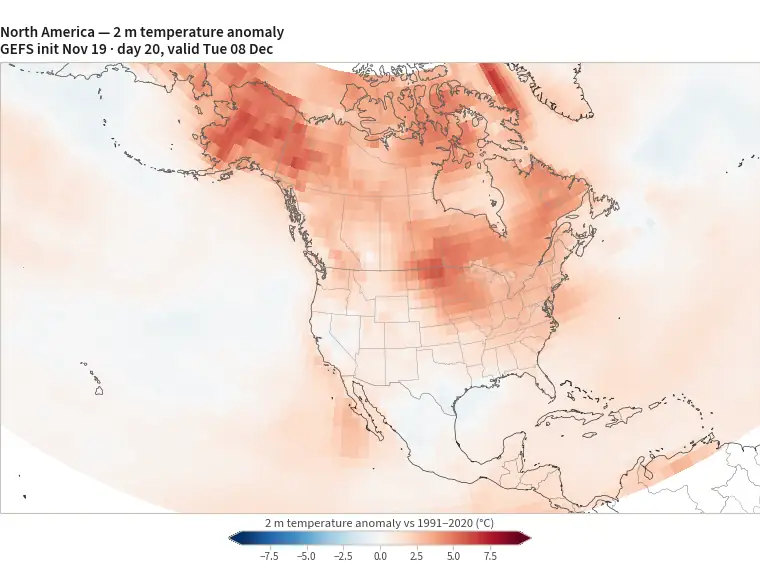 North America — 2 m temperature anomaly
GEFS init Nov 19 · day 20, valid Tue 08 Dec
2 m temperature anomaly vs 1991–2020 (°C)
−7.5 −5.0 −2.5 0.0 2.5 5.0 7.5